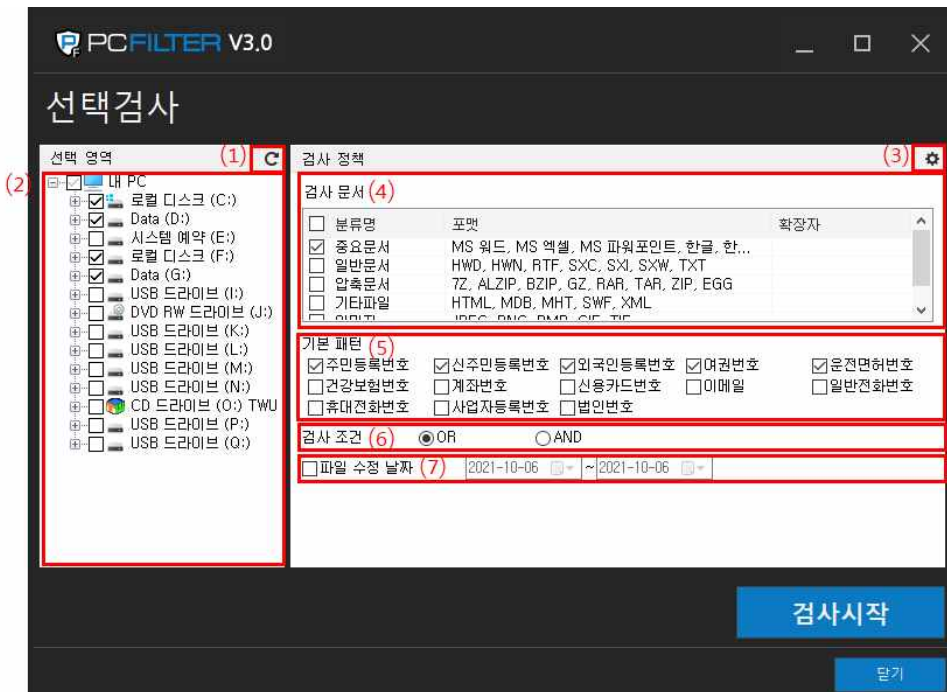 PCFILTER V3.0
선택검사
선택 영역 (1)
(2)
내 PC
로컬 디스크 (C:)
Data (D:)
시스템 예약 (E:)
로컬 디스크 (F:)
Data (G:)
USB 드라이브 (I:)
DVD RW 드라이브 (J:)
USB 드라이브 (K:)
USB 드라이브 (L:)
USB 드라이브 (M:)
USB 드라이브 (N:)
CD 드라이브 (O:) TWU
USB 드라이브 (P:)
USB 드라이브 (Q:)
검사 정책 (3)
검사 문서 (4)
분류명 포맷 확장자
중요문서 MS 워드, MS 엑셀, MS 파워포인트, 한글, 한...
일반문서 HWD, HWN, RTF, SXC, SXI, SXW, TXT
압축문서 7Z, ALZIP, BZIP, GZ, RAR, TAR, ZIP, EGG
기타파일 HTML, MDB, MHT, SWF, XML
이미지 JPEG, PNG, BMP, GIF, TIF
기본 패턴 (5)
주민등록번호 신주민등록번호 외국인등록번호 여권번호 운전면허번호
건강보험번호 계좌번호 신용카드번호 이메일 일반전화번호
휴대전화번호 사업자등록번호 법인번호
검사 조건 (6) OR AND
파일 수정 날짜 (7) 2021-10-06 ~ 2021-10-06
검사시작
닫기